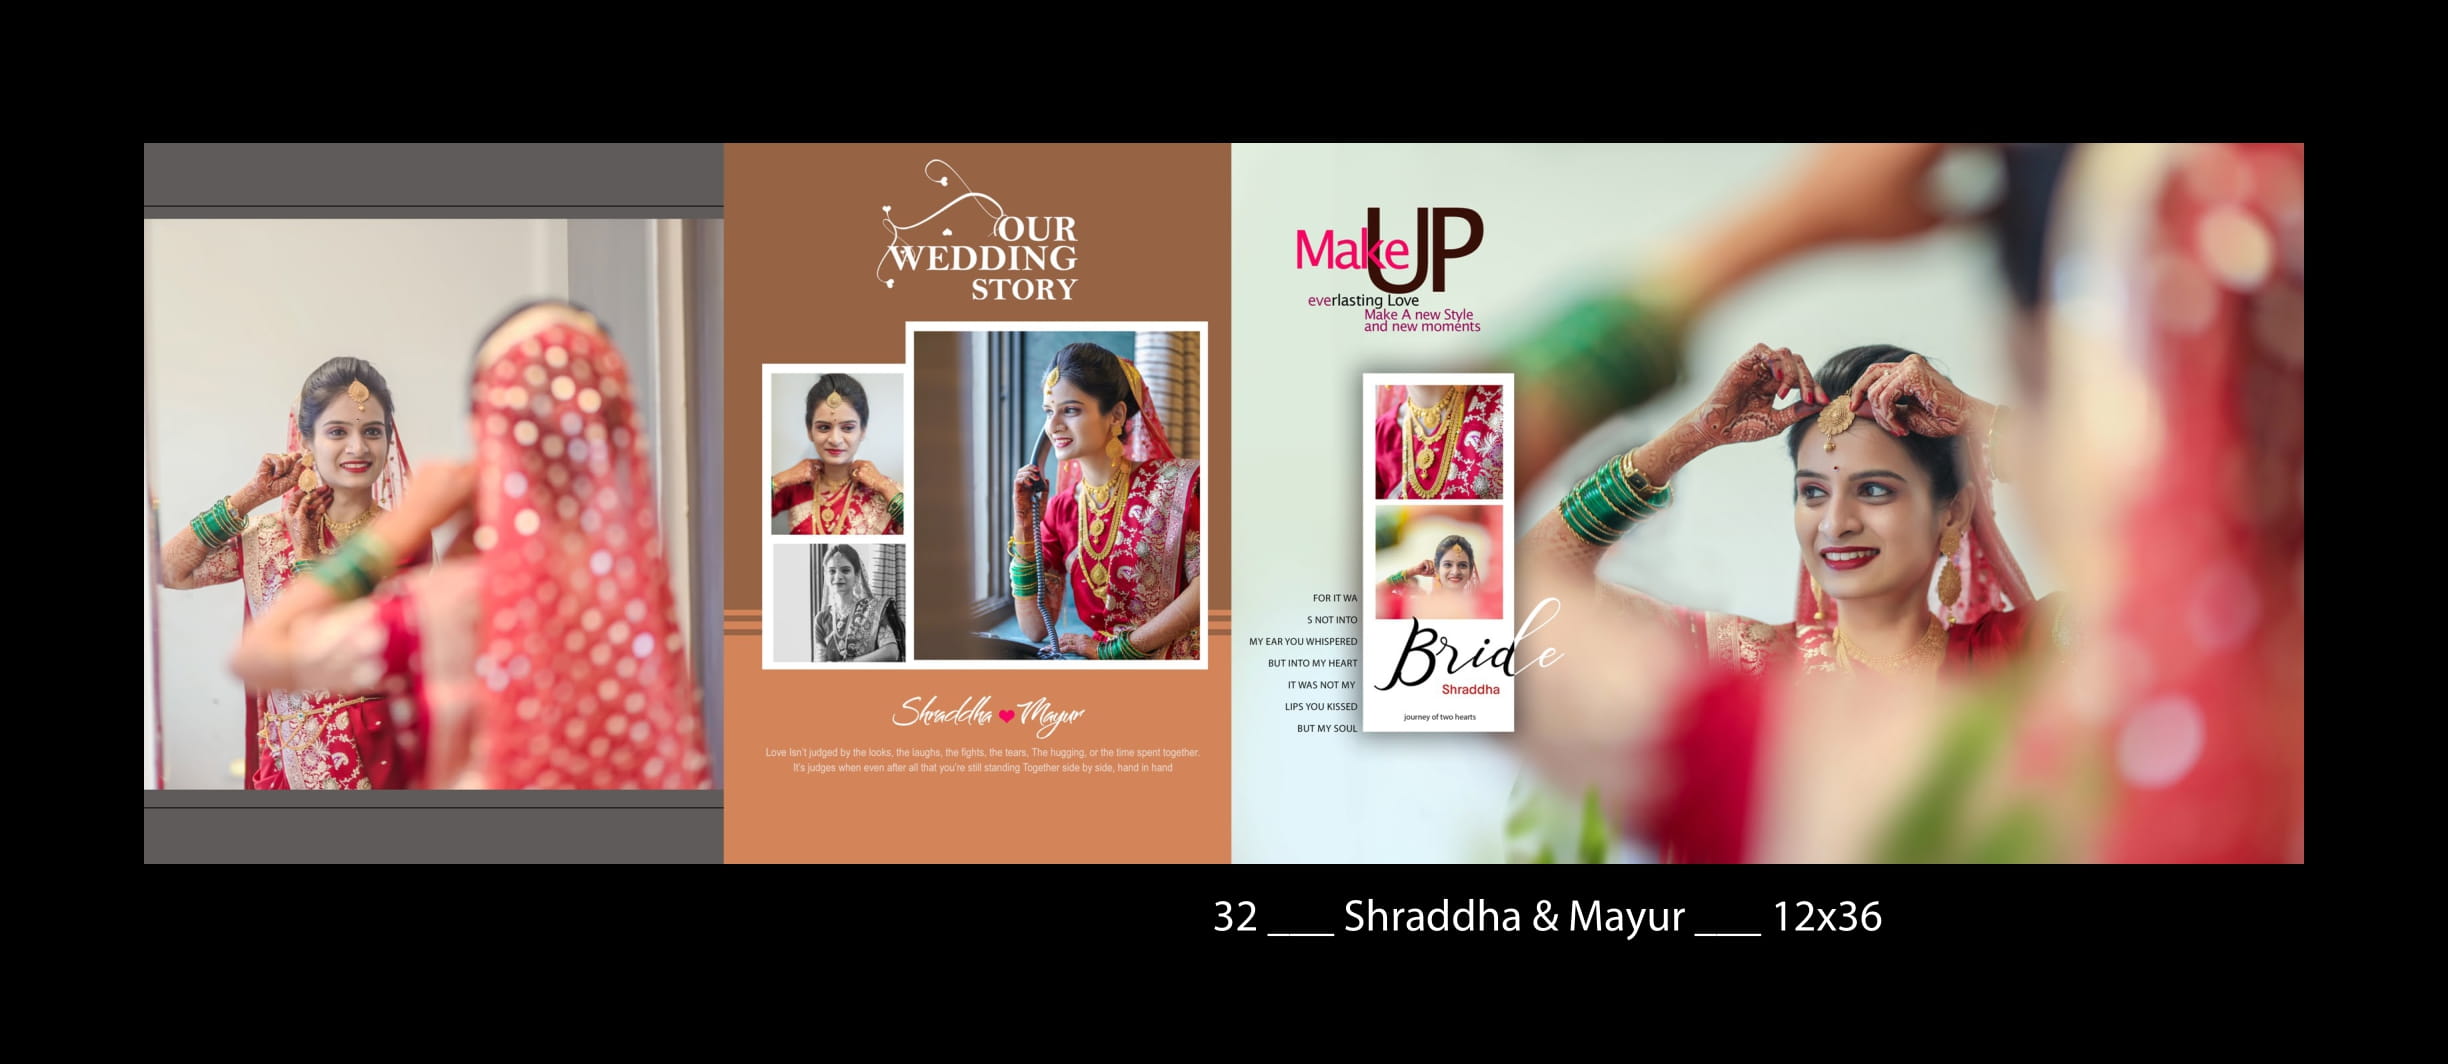 OUR
WEDDING
STORY
Shraddha Mayur
Love Isn't judged by the looks, the laughs, the fights, the tears, The hugging, or the time spent together.
It's judges when even after all that you're still standing Together side by side, hand in hand
Make UP
everlasting Love
Make A new Style
and new moments
FOR IT WA
S NOT INTO
MY EAR YOU WHISPERED
BUT INTO MY HEART
IT WAS NOT MY
LIPS YOU KISSED
BUT MY SOUL
Bride
Shraddha
journey of two hearts
32 ___ Shraddha & Mayur ___ 12x36